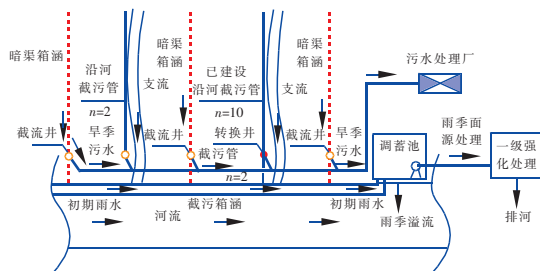 暗渠
箱涵
暗渠箱涵
暗渠
箱涵
沿河
截污管
n=2
支流
已建设
沿河截污管
n=10
支流
污水处理厂
截流井
旱季
污水
截流井
转换井
截污管
n=2
截流井
旱季
污水
调蓄池
雨季面
源处理
一级强
化处理
初期雨水
截污箱涵
初期雨水
河流
雨季溢流
排河